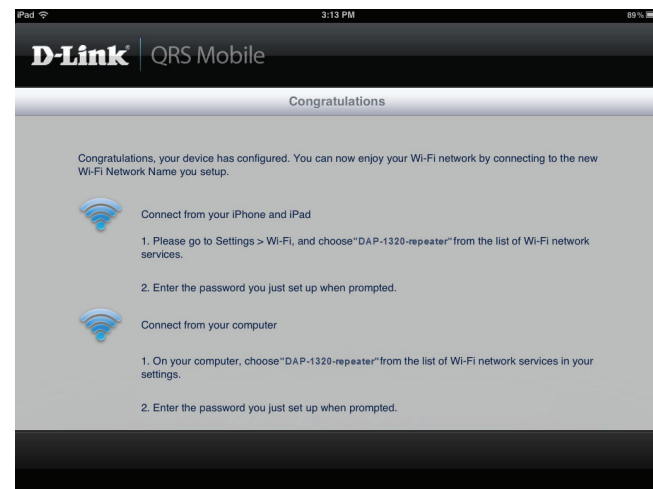 iPad 3:13 PM 89%
D-Link QRS Mobile
Congratulations
Congratulations, your device has configured. You can now enjoy your Wi-Fi network by connecting to the new
Wi-Fi Network Name you setup.
Connect from your iPhone and iPad
1. Please go to Settings > Wi-Fi, and choose"DAP-1320-repeater"from the list of Wi-Fi network
services.
2. Enter the password you just set up when prompted.
Connect from your computer
1. On your computer, choose"DAP-1320-repeater"from the list of Wi-Fi network services in your
settings.
2. Enter the password you just set up when prompted.